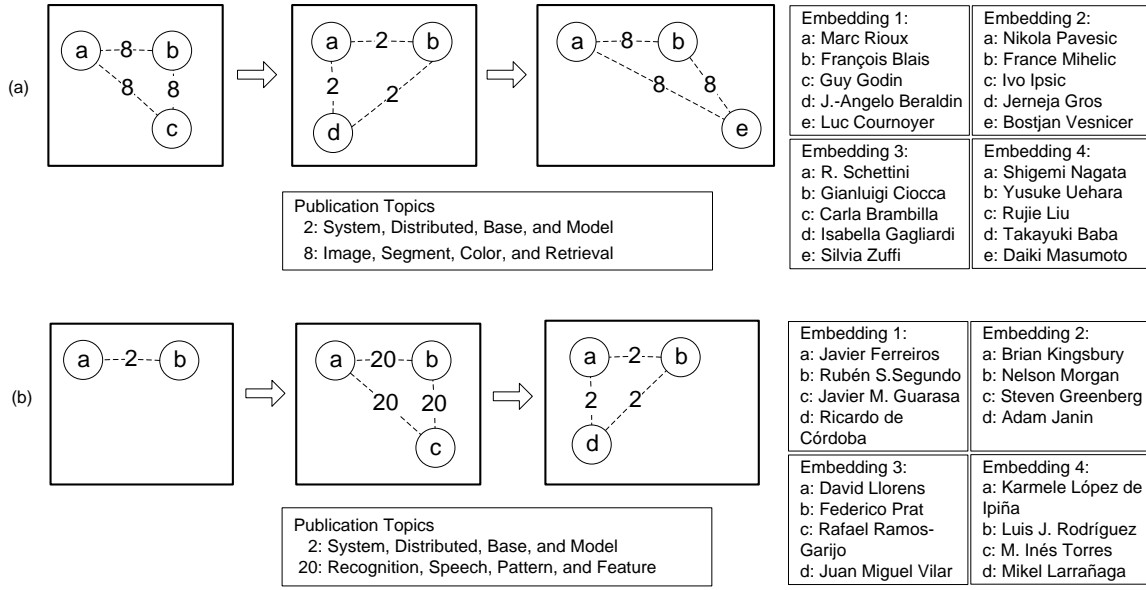 (a)
a 8 b
8 8
c
a 2 b
2 2
d
a 8 b
8 8
e
Publication Topics
2: System, Distributed, Base, and Model
8: Image, Segment, Color, and Retrieval
Embedding 1:
a: Marc Rioux
b: François Blais
c: Guy Godin
d: J.-Angelo Beraldin
e: Luc Cournoyer
Embedding 2:
a: Nikola Pavesic
b: France Mihelic
c: Ivo Ipsic
d: Jerneja Gros
e: Bostjan Vesnicer
Embedding 3:
a: R. Schettini
b: Gianluigi Ciocca
c: Carla Brambilla
d: Isabella Gagliardi
e: Silvia Zuffi
Embedding 4:
a: Shigemi Nagata
b: Yusuke Uehara
c: Rujie Liu
d: Takayuki Baba
e: Daiki Masumoto
(b)
a 2 b
a 20 b
20 20
c
a 2 b
2 2
d
Publication Topics
2: System, Distributed, Base, and Model
20: Recognition, Speech, Pattern, and Feature
Embedding 1:
a: Javier Ferreiros
b: Rubén S.Segundo
c: Javier M. Guarasa
d: Ricardo de
Córdoba
Embedding 2:
a: Brian Kingsbury
b: Nelson Morgan
c: Steven Greenberg
d: Adam Janin
Embedding 3:
a: David Llorens
b: Federico Prat
c: Rafael Ramos-
Garijo
d: Juan Miguel Vilar
Embedding 4:
a: Karmele López de
Ipiña
b: Luis J. Rodríguez
c: M. Inés Torres
d: Mikel Larrañaga